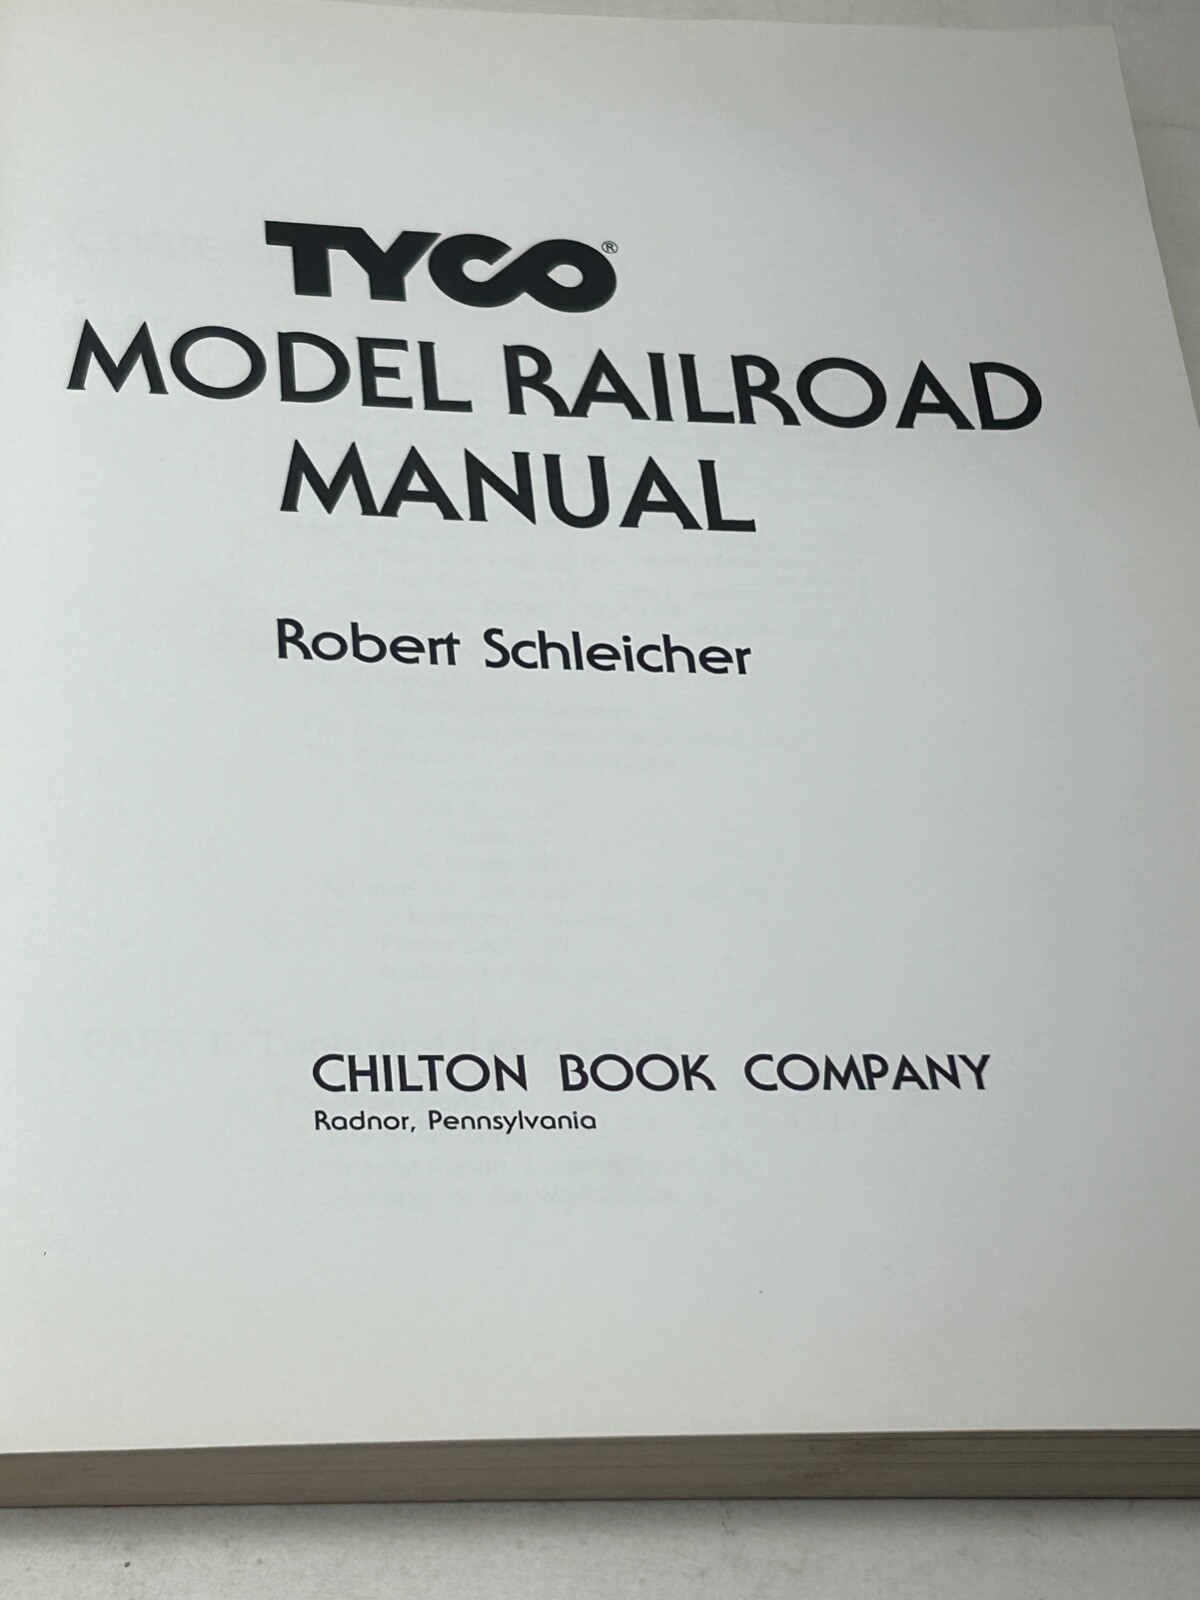 TYCO®
MODEL RAILROAD
MANUAL
Robert Schleicher
CHILTON BOOK COMPANY
Radnor, Pennsylvania